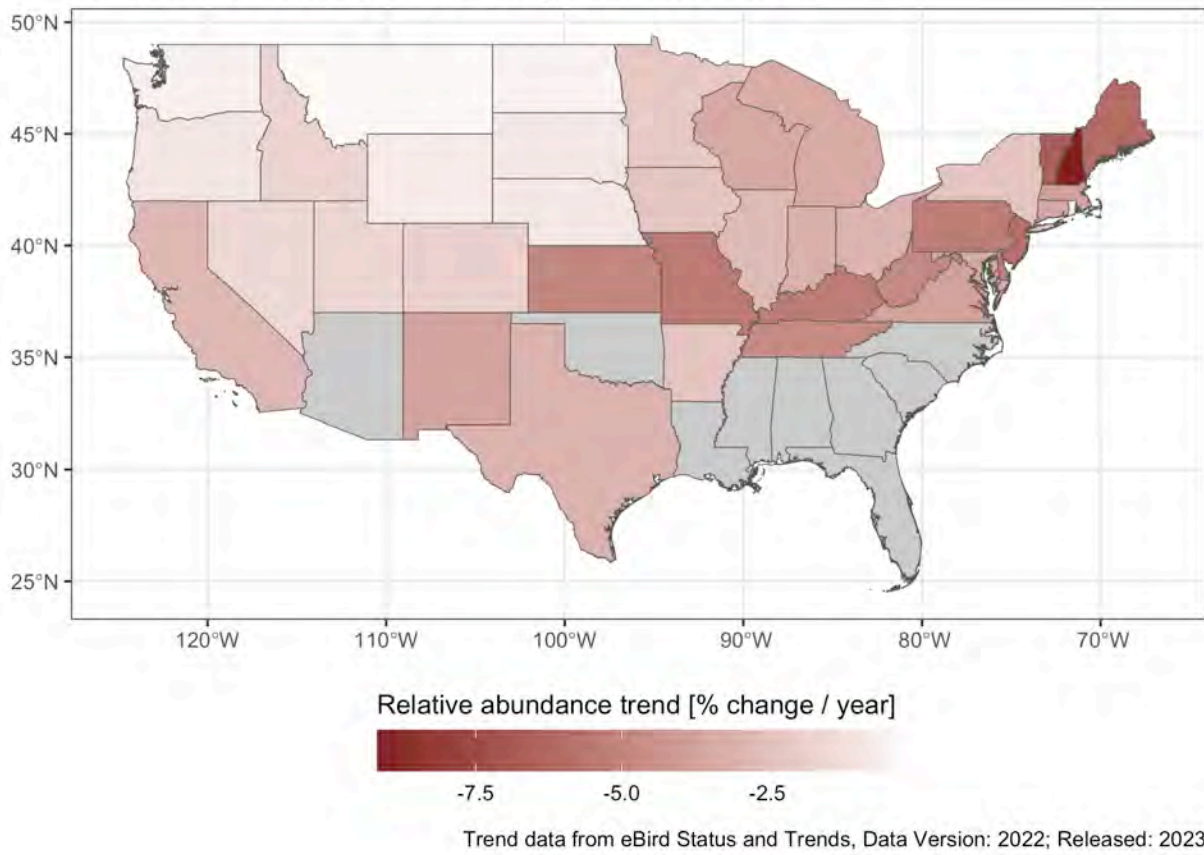 50°N
45°N
40°N
35°N
30°N
25°N
120°W 110°W 100°W 90°W 80°W 70°W
Relative abundance trend [% change / year]
-7.5 -5.0 -2.5
Trend data from eBird Status and Trends, Data Version: 2022; Released: 2023